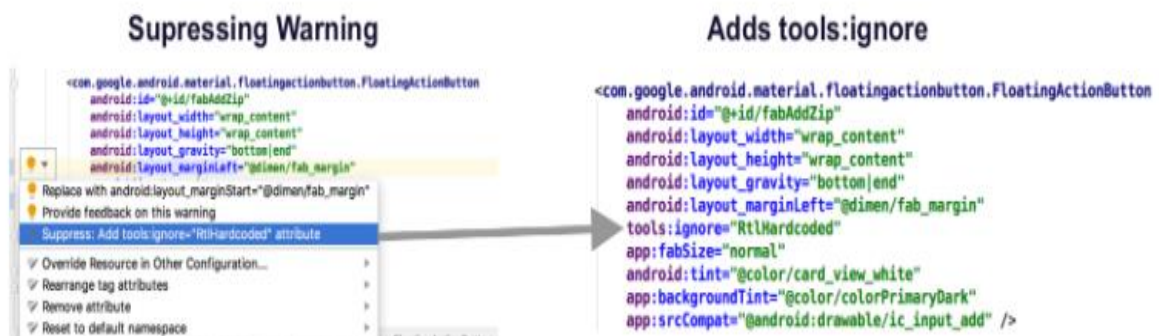 Supressing Warning
<com.google.android.material.floatingactionbutton.FloatingActionButton
android:id="@+id/fabAddZip"
android:layout_width="wrap_content"
android:layout_height="wrap_content"
android:layout_gravity="bottom|end"
android:layout_marginLeft="@dimen/fab_margin"
Replace with android:layout_marginStart="@dimen/fab_margin"
Provide feedback on this warning
Suppress: Add tools:ignore="RtlHardcoded" attribute
Override Resource in Other Configuration...
Rearrange tag attributes
Remove attribute
Reset to default namespace
Adds tools:ignore
<com.google.android.material.floatingactionbutton.FloatingActionButton
android:id="@+id/fabAddZip"
android:layout_width="wrap_content"
android:layout_height="wrap_content"
android:layout_gravity="bottom|end"
android:layout_marginLeft="@dimen/fab_margin"
tools:ignore="RtlHardcoded"
app:fabSize="normal"
android:tint="@color/card_view_white"
app:backgroundTint="@color/colorPrimaryDark"
app:srcCompat="@android:drawable/ic_input_add" />